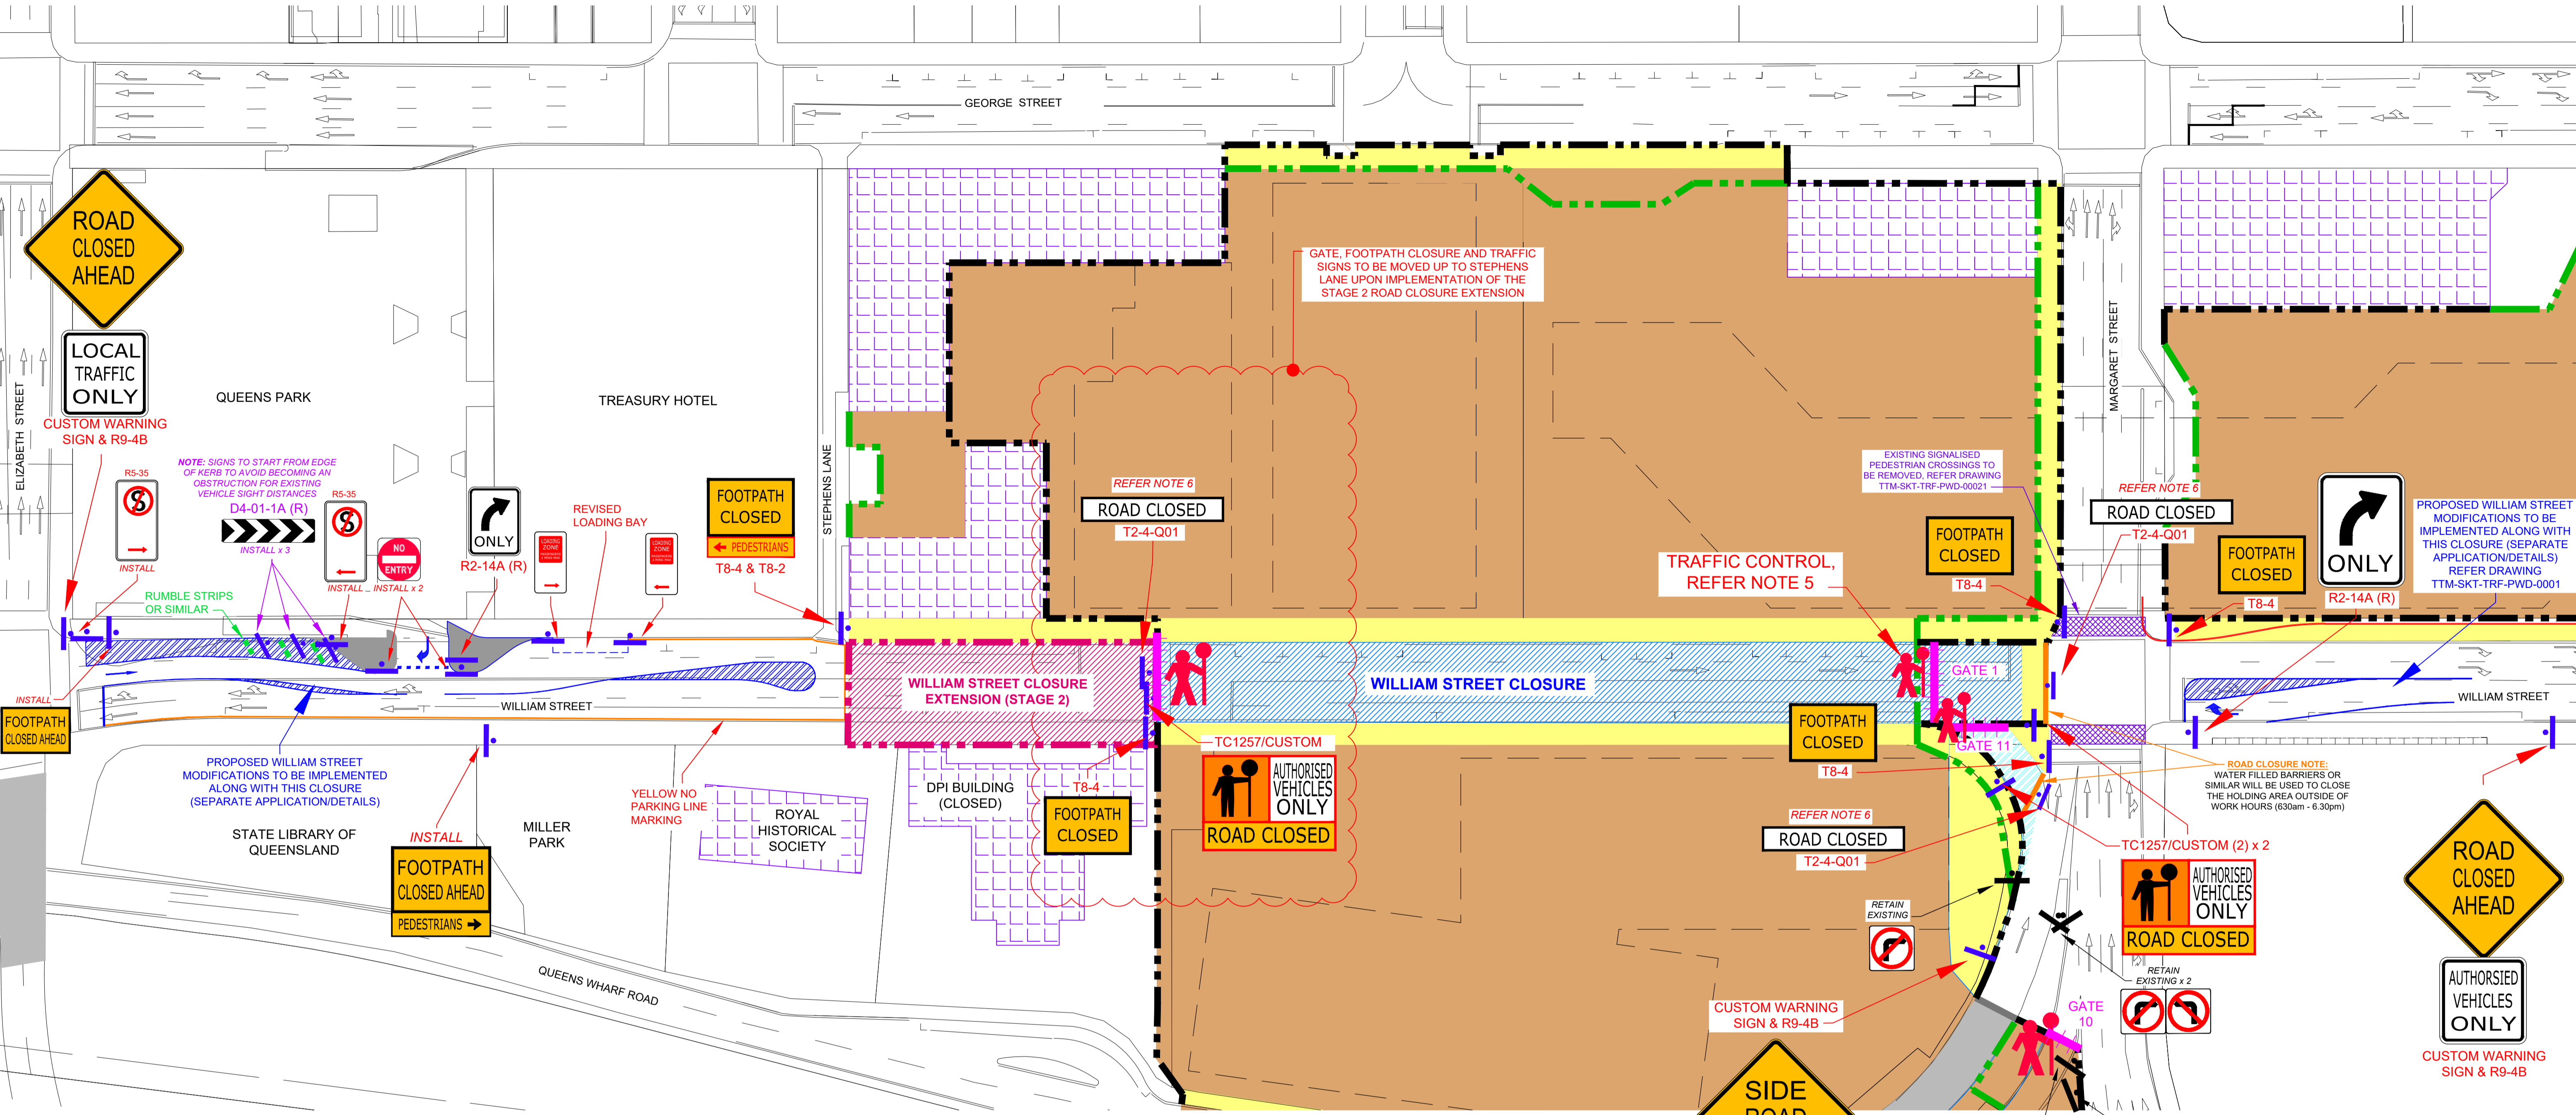 GEORGE STREET
ROAD
CLOSED
AHEAD
LOCAL
TRAFFIC
ONLY
CUSTOM WARNING
SIGN & R9-4B
ELIZABETH STREET
QUEENS PARK
TREASURY HOTEL
STEPHENS LANE
NOTE: SIGNS TO START FROM EDGE
OF KERB TO AVOID BECOMING AN
OBSTRUCTION FOR EXISTING
VEHICLE SIGHT DISTANCES
D4-01-1A (R)
INSTALL x 3
R5-35
S
INSTALL
R5-35
S
INSTALL
NO
ENTRY
INSTALL x 2
ONLY
R2-14A (R)
LOADING
ZONE
REVISED
LOADING BAY
LOADING
ZONE
FOOTPATH
CLOSED
PEDESTRIANS
T8-4 & T8-2
RUMBLE STRIPS
OR SIMILAR
INSTALL
FOOTPATH
CLOSED AHEAD
WILLIAM STREET
PROPOSED WILLIAM STREET
MODIFICATIONS TO BE IMPLEMENTED
ALONG WITH THIS CLOSURE
(SEPARATE APPLICATION/DETAILS)
STATE LIBRARY OF
QUEENSLAND
INSTALL
FOOTPATH
CLOSED AHEAD
PEDESTRIANS
MILLER
PARK
YELLOW NO
PARKING LINE
MARKING
ROYAL
HISTORICAL
SOCIETY
DPI BUILDING
(CLOSED)
QUEENS WHARF ROAD
GATE, FOOTPATH CLOSURE AND TRAFFIC
SIGNS TO BE MOVED UP TO STEPHENS
LANE UPON IMPLEMENTATION OF THE
STAGE 2 ROAD CLOSURE EXTENSION
REFER NOTE 6
ROAD CLOSED
T2-4-Q01
WILLIAM STREET CLOSURE
EXTENSION (STAGE 2)
WILLIAM STREET CLOSURE
TC1257/CUSTOM
T8-4
FOOTPATH
CLOSED
AUTHORISED
VEHICLES
ONLY
ROAD CLOSED
TRAFFIC CONTROL,
REFER NOTE 5
EXISTING SIGNALISED
PEDESTRIAN CROSSINGS TO
BE REMOVED, REFER DRAWING
TTM-SKT-TRF-PWD-00021
FOOTPATH
CLOSED
T8-4
GATE 1
GATE 11
FOOTPATH
CLOSED
T8-4
REFER NOTE 6
ROAD CLOSED
T2-4-Q01
RETAIN
EXISTING
CUSTOM WARNING
SIGN & R9-4B
SIDE
ROAD
MARGARET STREET
REFER NOTE 6
ROAD CLOSED
T2-4-Q01
FOOTPATH
CLOSED
T8-4
ONLY
R2-14A (R)
PROPOSED WILLIAM STREET
MODIFICATIONS TO BE
IMPLEMENTED ALONG WITH
THIS CLOSURE (SEPARATE
APPLICATION/DETAILS)
REFER DRAWING
TTM-SKT-TRF-PWD-0001
WILLIAM STREET
ROAD CLOSURE NOTE:
WATER FILLED BARRIERS OR
SIMILAR WILL BE USED TO CLOSE
THE HOLDING AREA OUTSIDE OF
WORK HOURS (630am - 6.30pm)
TC1257/CUSTOM (2) x 2
AUTHORISED
VEHICLES
ONLY
ROAD CLOSED
RETAIN
EXISTING x 2
GATE
10
ROAD
CLOSED
AHEAD
AUTHORSIED
VEHICLES
ONLY
CUSTOM WARNING
SIGN & R9-4B